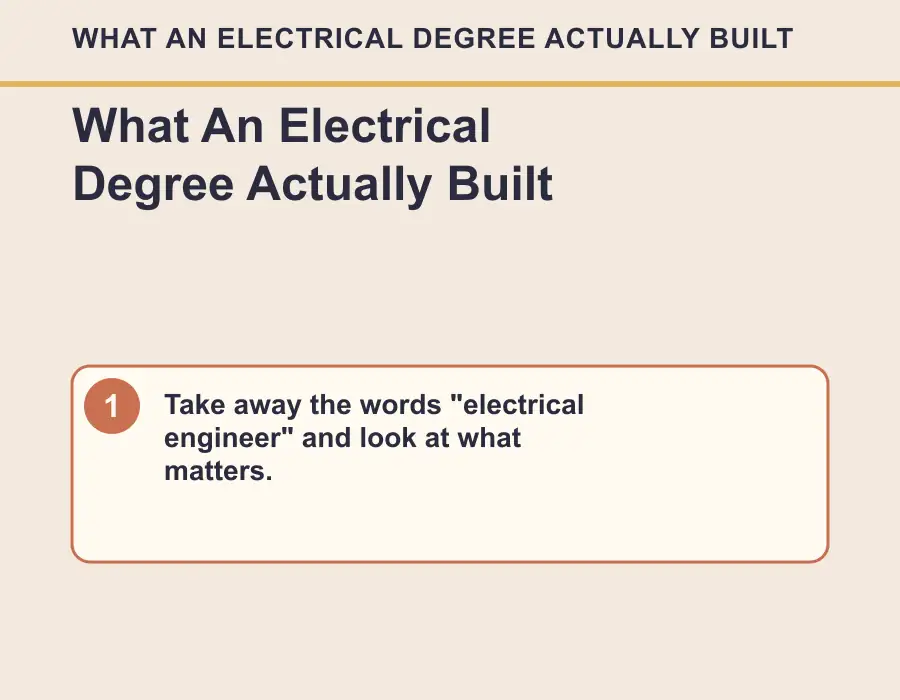 WHAT AN ELECTRICAL DEGREE ACTUALLY BUILT
What An Electrical
Degree Actually Built
1
Take away the words "electrical
engineer" and look at what
matters.